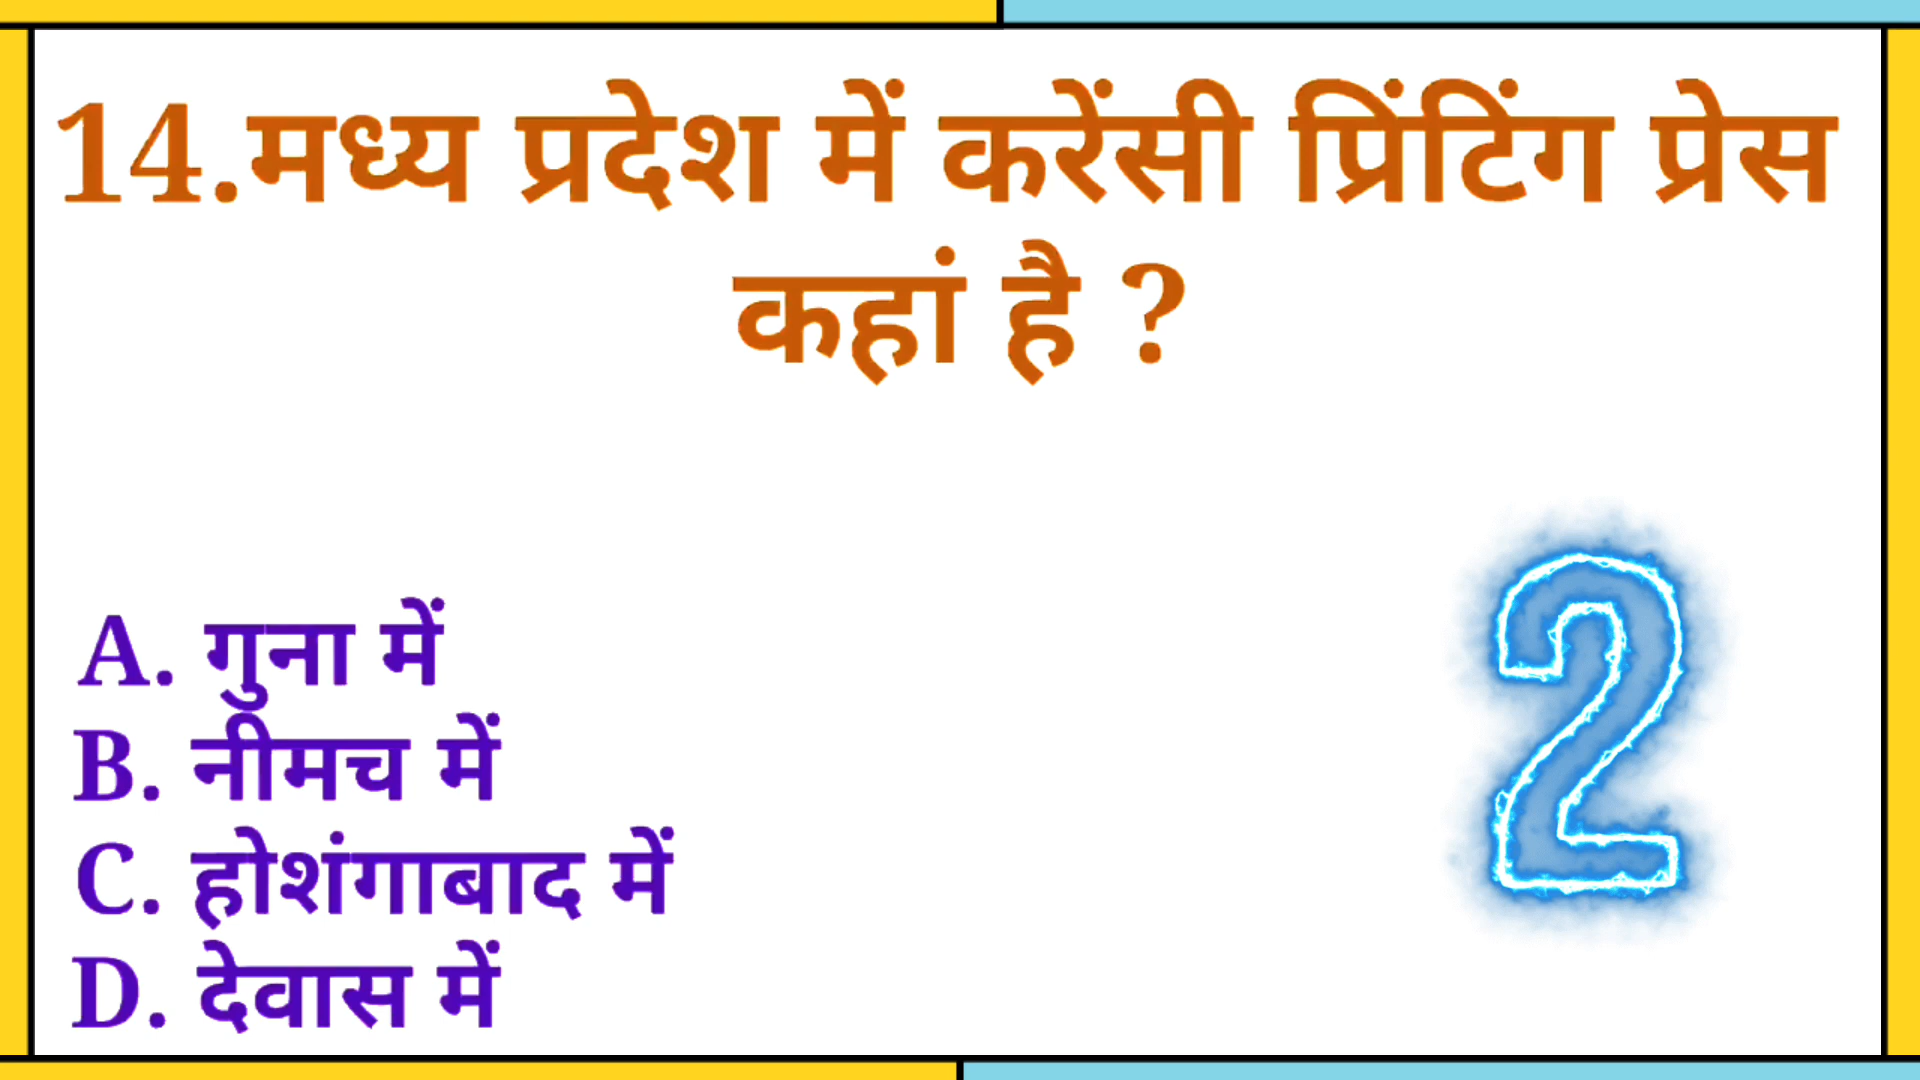 14.मध्य प्रदेश में करेंसी प्रिंटिंग प्रेस
कहां है ?
A. गुना में
B. नीमच में
C. होशंगाबाद में
D. देवास में
2